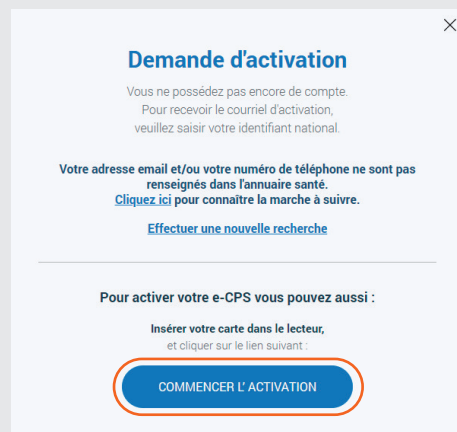 Demande d'activation
Vous ne possédez pas encore de compte.
Pour recevoir le courriel d'activation,
veuillez saisir votre identifiant national.
Votre adresse email et/ou votre numéro de téléphone ne sont pas
renseignés dans l'annuaire santé.
Cliquez ici pour connaître la marche à suivre.
Effectuer une nouvelle recherche
Pour activer votre e-CPS vous pouvez aussi :
Insérer votre carte dans le lecteur,
et cliquer sur le lien suivant :
COMMENCER L' ACTIVATION